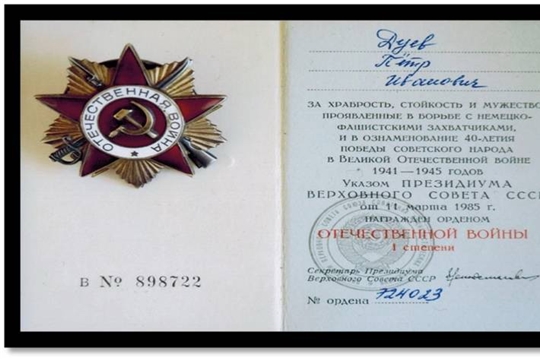 ОТЕЧЕСТВЕННАЯ ВОЙНА
В № 898722
Дуев
Пётр
Иванович
ЗА ХРАБРОСТЬ, СТОЙКОСТЬ И МУЖЕСТВО
ПРОЯВЛЕННЫЕ В БОРЬБЕ С НЕМЕЦКО-
ФАШИСТСКИМИ ЗАХВАТЧИКАМИ,
И В ОЗНАМЕНОВАНИЕ 40-ЛЕТИЯ
ПОБЕДЫ СОВЕТСКОГО НАРОДА
В ВЕЛИКОЙ ОТЕЧЕСТВЕННОЙ ВОЙНЕ
1941—1945 ГОДОВ
УКАЗОМ ПРЕЗИДИУМА
ВЕРХОВНОГО СОВЕТА СССР
от 11 марта 1985 г.
НАГРАЖДЕН ОРДЕНОМ
ОТЕЧЕСТВЕННОЙ ВОЙНЫ
I степени
Секретарь Президиума
Верховного Совета СССР
№ ордена 724023